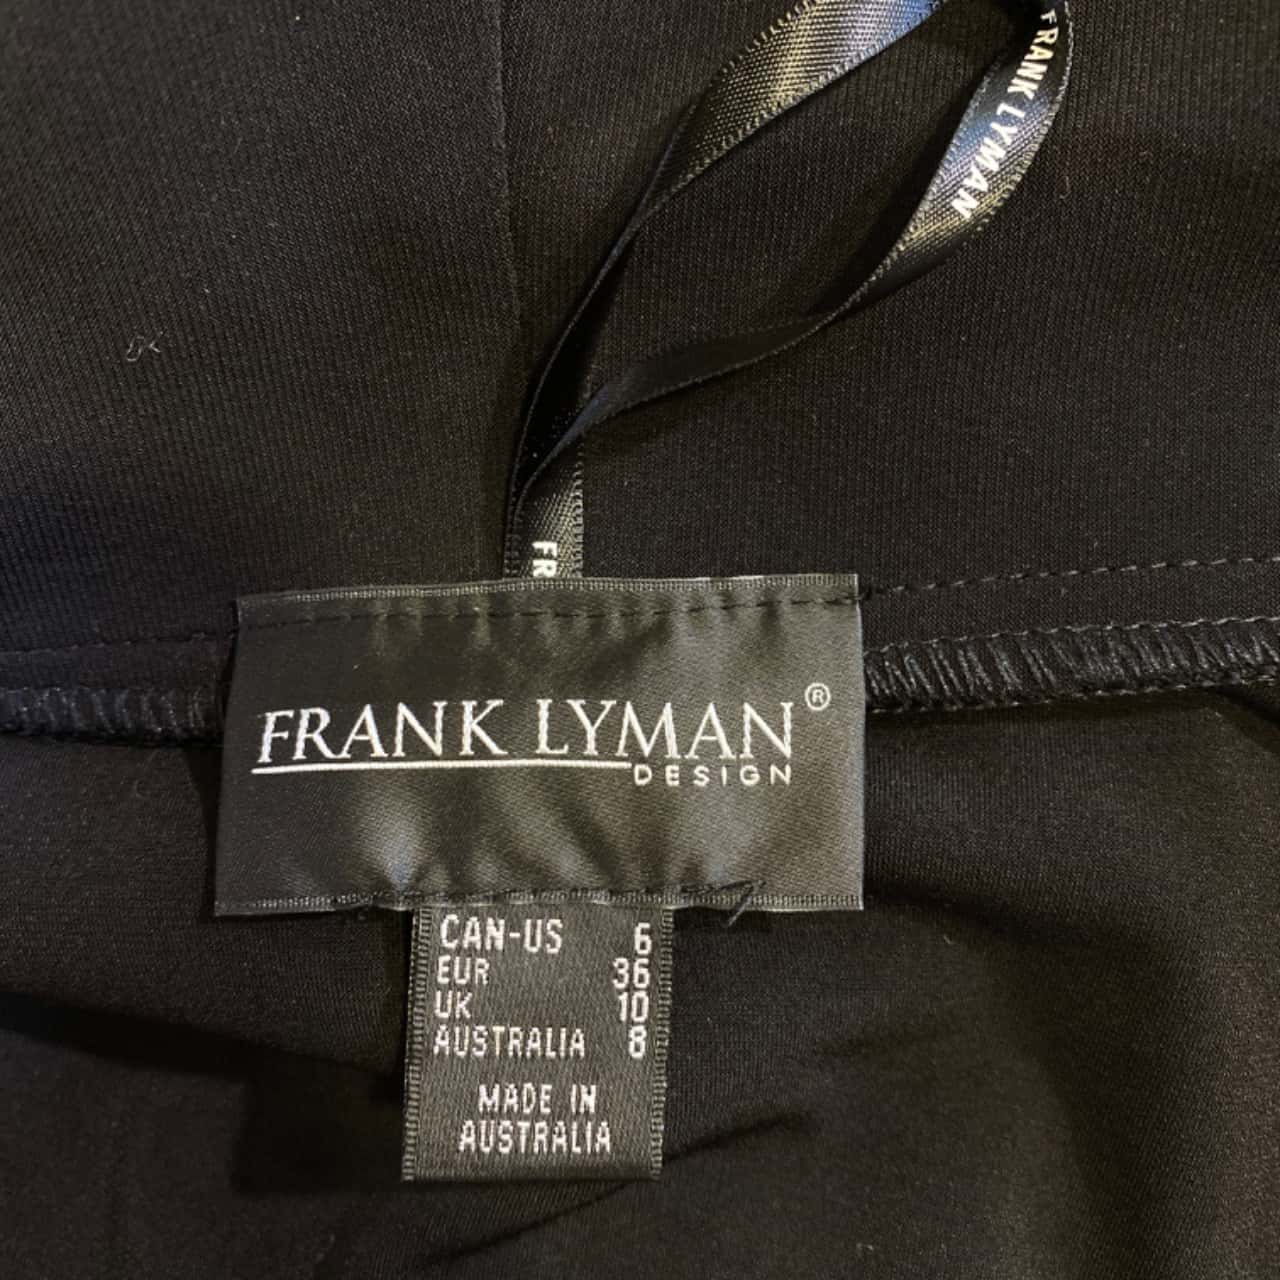 FRANK LYMAN
FR
FRANK LYMAN®
DESIGN
CAN-US 6
EUR 36
UK 10
AUSTRALIA 8
MADE IN
AUSTRALIA